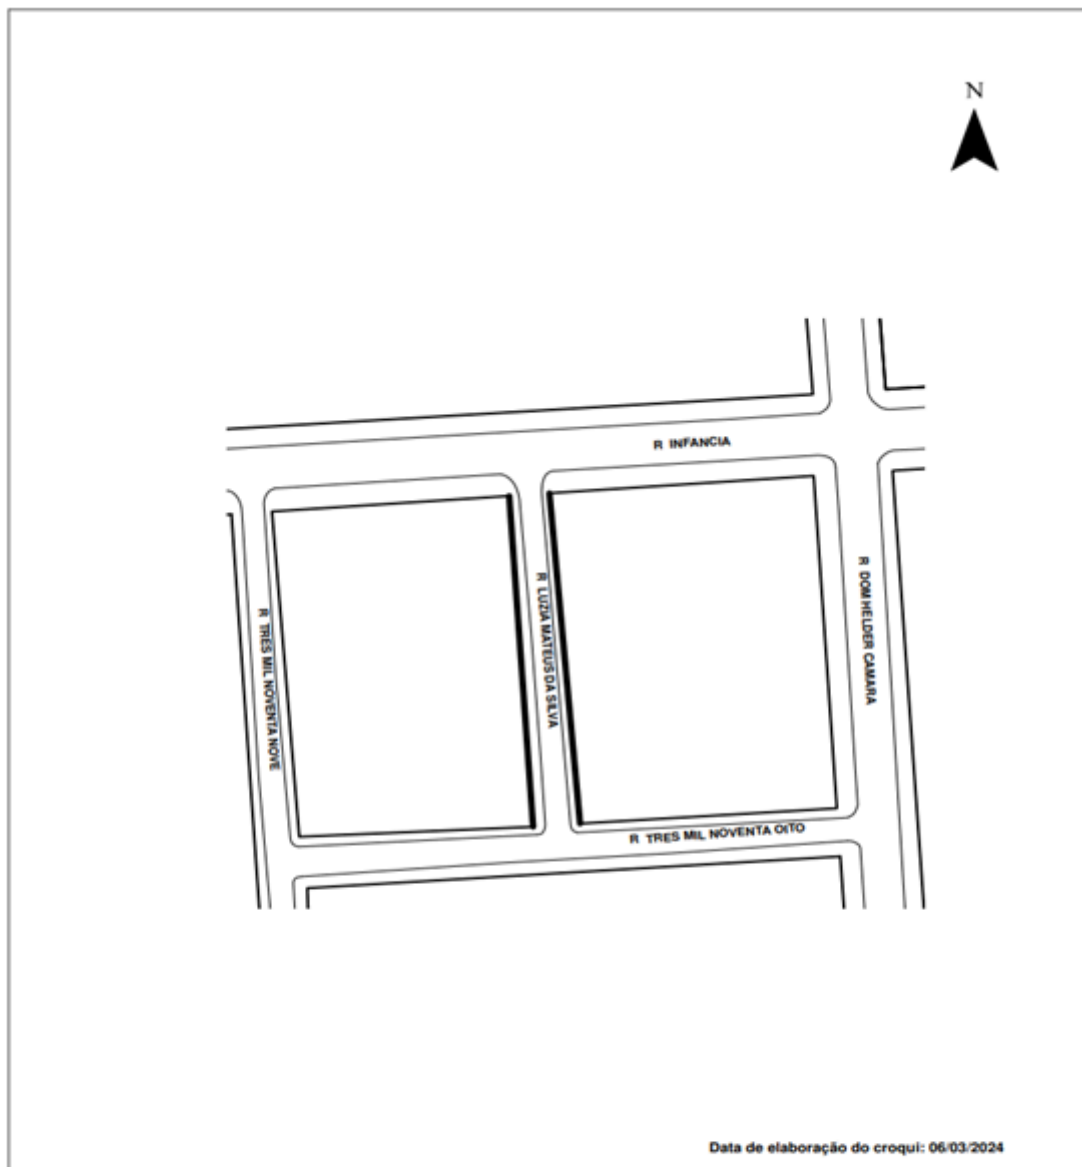 N
R INFANCIA
R TRES MIL NOVENTA NOVE
R LUZIA MATEUS DA SILVA
R DOM HELDER CAMARA
R TRES MIL NOVENTA OITO
Data de elaboração do croqui: 06/03/2024